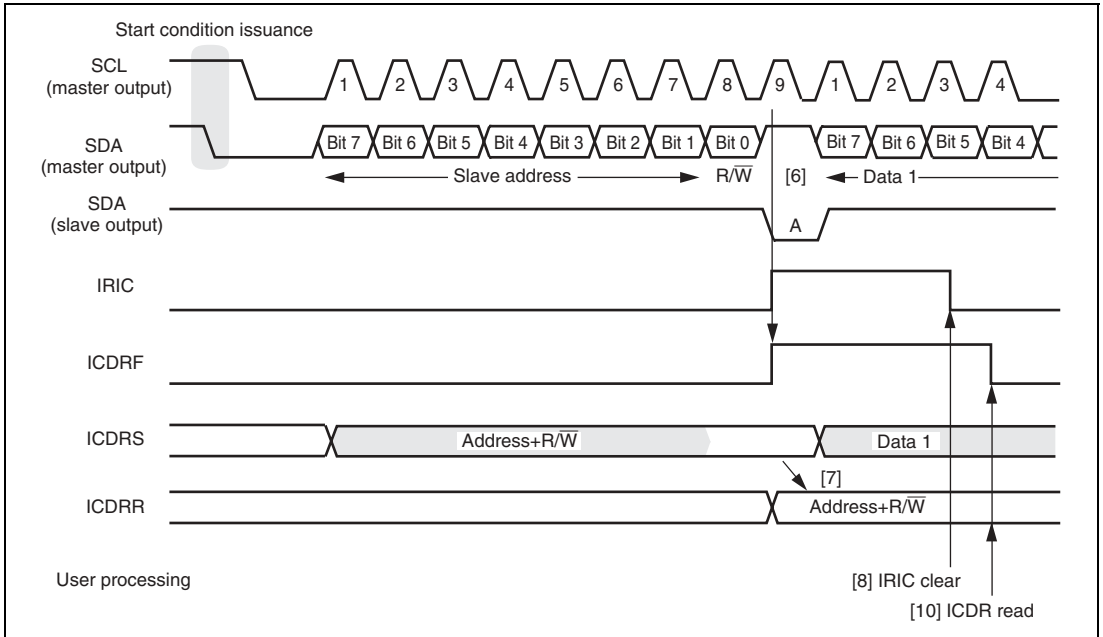 Start condition issuance
SCL
(master output)
1 2 3 4 5 6 7 8 9 1 2 3 4
SDA
(master output)
Bit 7 Bit 6 Bit 5 Bit 4 Bit 3 Bit 2 Bit 1 Bit 0 Bit 7 Bit 6 Bit 5 Bit 4
Slave address R/W̅ [6] Data 1
SDA
(slave output)
A
IRIC
ICDRF
ICDRS
Address+R/W̅ Data 1
[7]
ICDRR
Address+R/W̅
User processing
[8] IRIC clear
[10] ICDR read